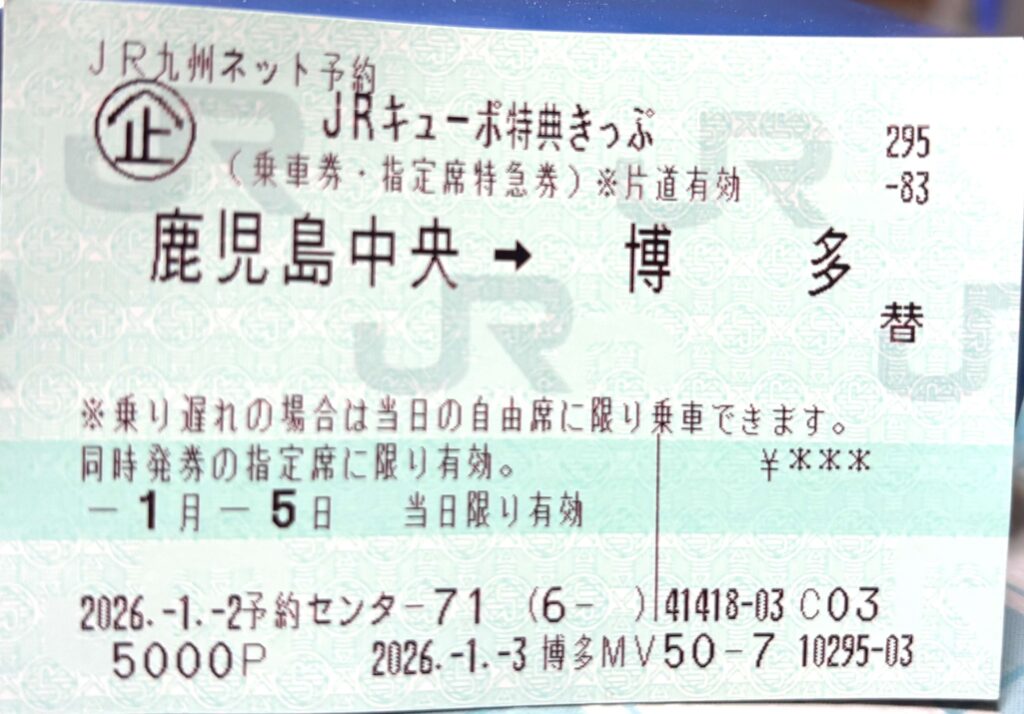 JR九州ネット予約
企 JRキューポ特典きっぷ 295
(乗車券・指定席特急券)※片道有効 -83
鹿児島中央→ 博 多
替
※乗り遅れの場合は当日の自由席に限り乗車できます。
同時発券の指定席に限り有効。 ¥***
-1月-5日 当日限り有効
2026.-1.-2予約センター71 (6- ) 41418-03 C03
5000P 2026.-1.-3 博多MV50-7 10295-03
JR
JR
JR